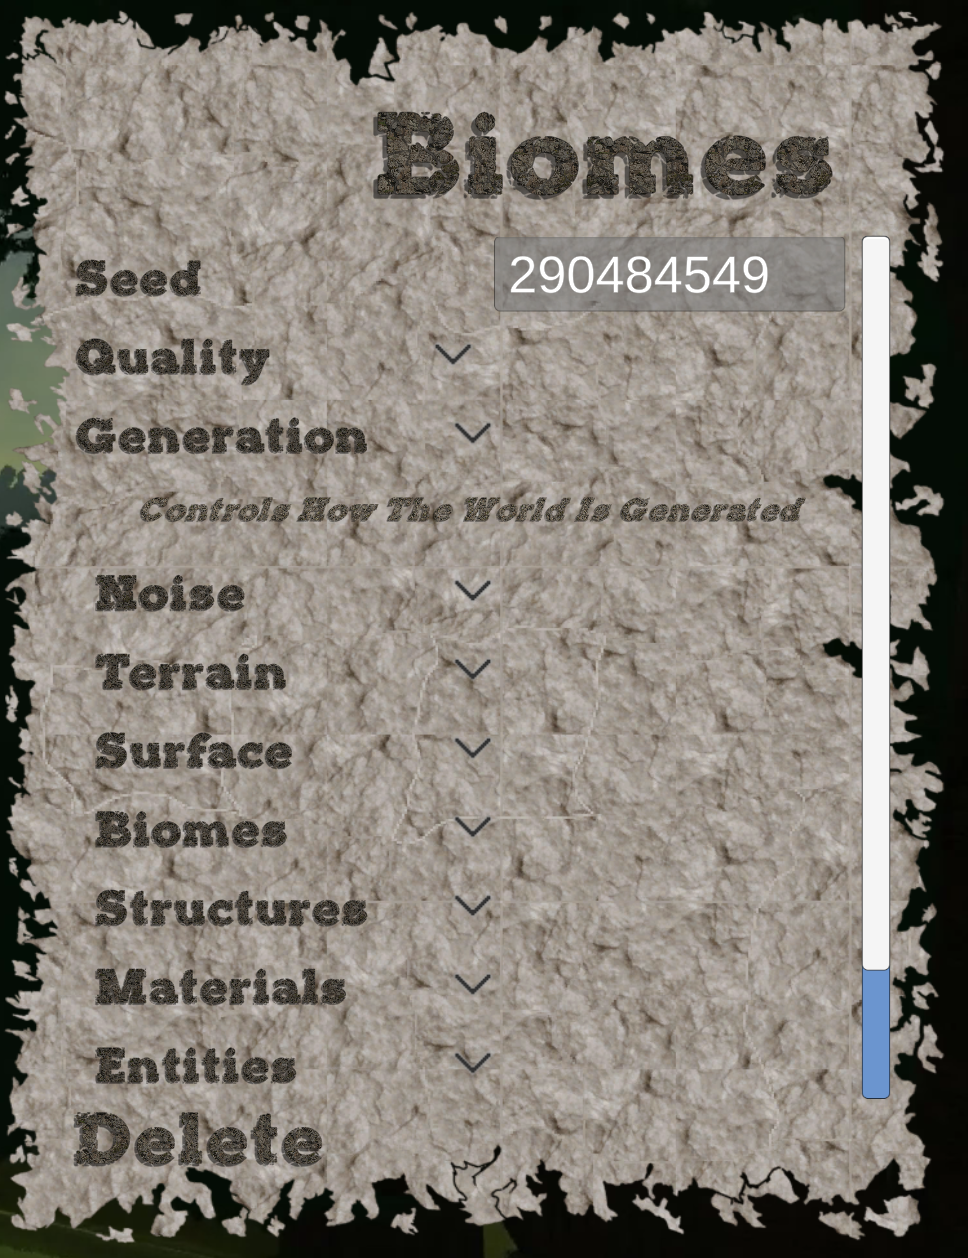 Biomes
Seed 290484549
Quality
Generation
Controls How The World Is Generated
Noise
Terrain
Surface
Biomes
Structures
Materials
Entities
Delete